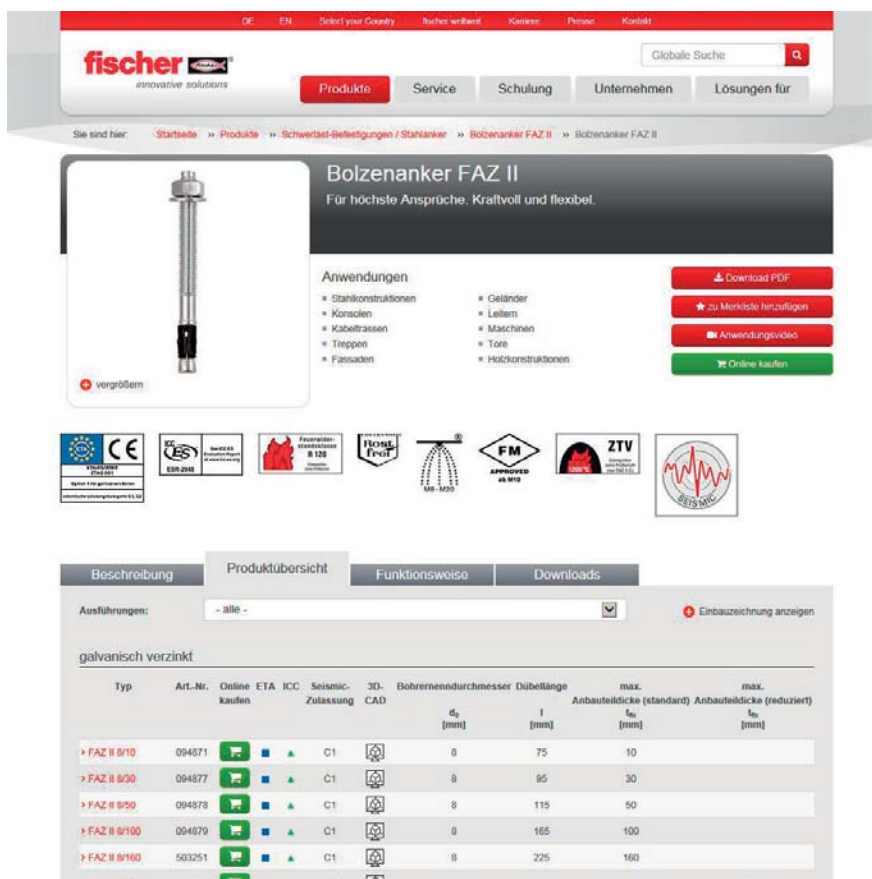 DE EN Select your Country fischer weltweit Karriere Presse Kontakt
fischer
innovative solutions
Globale Suche
Produkte Service Schulung Unternehmen Lösungen für
Sie sind hier: Startseite » Produkte » Schwerlast-Befestigungen / Stahlanker » Bolzenanker FAZ II » Bolzenanker FAZ II
Bolzenanker FAZ II
Für höchste Ansprüche. Kraftvoll und flexibel.
vergrößern
Anwendungen
Stahlkonstruktionen
Konsolen
Kabeltrassen
Treppen
Fassaden
Geländer
Leitern
Maschinen
Tore
Holzkonstruktionen
Download PDF
zu Merkliste hinzufügen
Anwendungsvideo
Online kaufen
ETA CE
ICC ES
ESR-2948
Feuerwider-
standsklasse
R 120
Rost
frei
M8 - M20
FM
APPROVED
ab M10
ZTV
SEISMIC
Beschreibung Produktübersicht Funktionsweise Downloads
Ausführungen: - alle - Einbauzeichnung anzeigen
galvanisch verzinkt
Typ Art.-Nr. Online ETA ICC Seismic- 3D- Bohrernenndurchmesser Dübellänge max. max.
kaufen Zulassung CAD Anbauteildicke (standard) Anbauteildicke (reduziert)
d0 l tfix tfix
[mm] [mm] [mm] [mm]
FAZ II 8/10 094871 C1 8 75 10
FAZ II 8/30 094877 C1 8 95 30
FAZ II 8/50 094878 C1 8 115 50
FAZ II 8/100 094879 C1 8 165 100
FAZ II 8/160 503251 C1 8 225 160